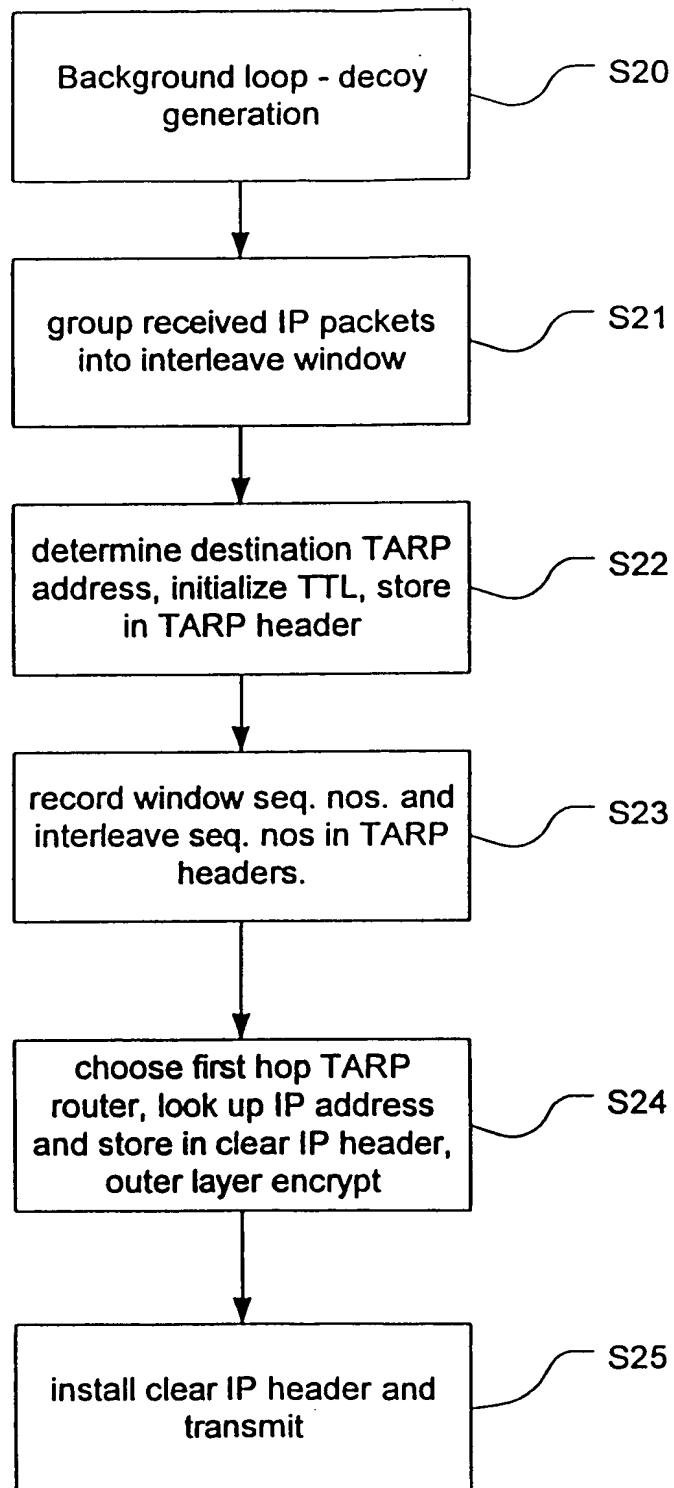 Background loop - decoy
generation
S20
group received IP packets
into interleave window
S21
determine destination TARP
address, initialize TTL, store
in TARP header
S22
record window seq. nos. and
interleave seq. nos in TARP
headers.
S23
choose first hop TARP
router, look up IP address
and store in clear IP header,
outer layer encrypt
S24
install clear IP header and
transmit
S25